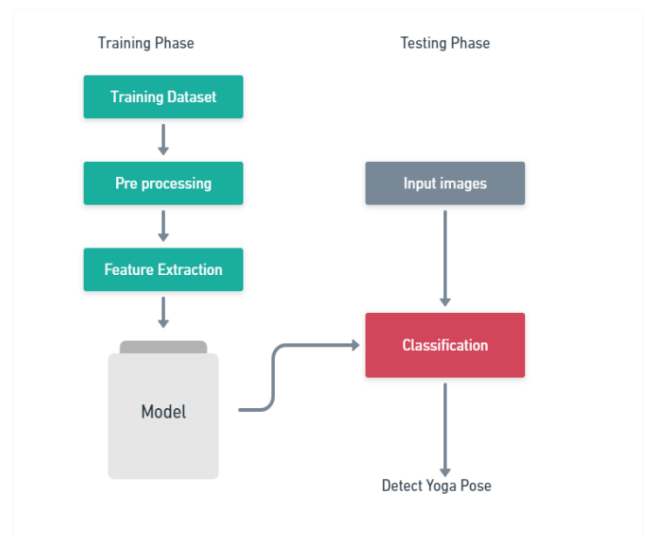 Training Phase
Testing Phase
Training Dataset
Pre processing
Input images
Feature Extraction
Classification
Model
Detect Yoga Pose